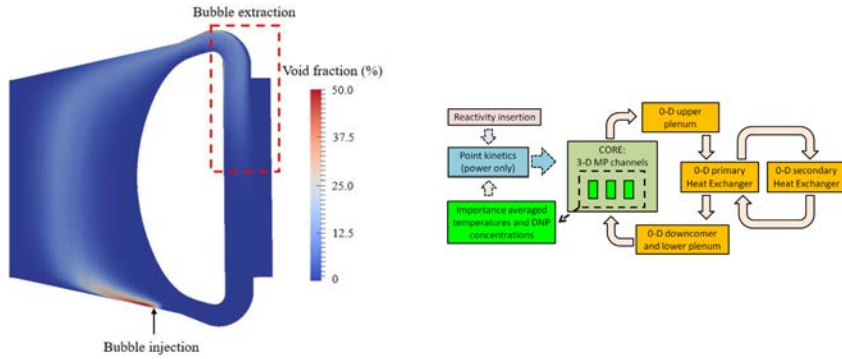 Bubble extraction
Void fraction (%)
50.0
37.5
25.0
12.5
0
Bubble injection
Reactivity insertion
Point kinetics
(power only)
Importance averaged
temperatures and DNP
concentrations
CORE:
3-D MP channels
0-D upper
plenum
0-D primary
Heat Exchanger
0-D secondary
Heat Exchanger
0-D downcomer
and lower plenum